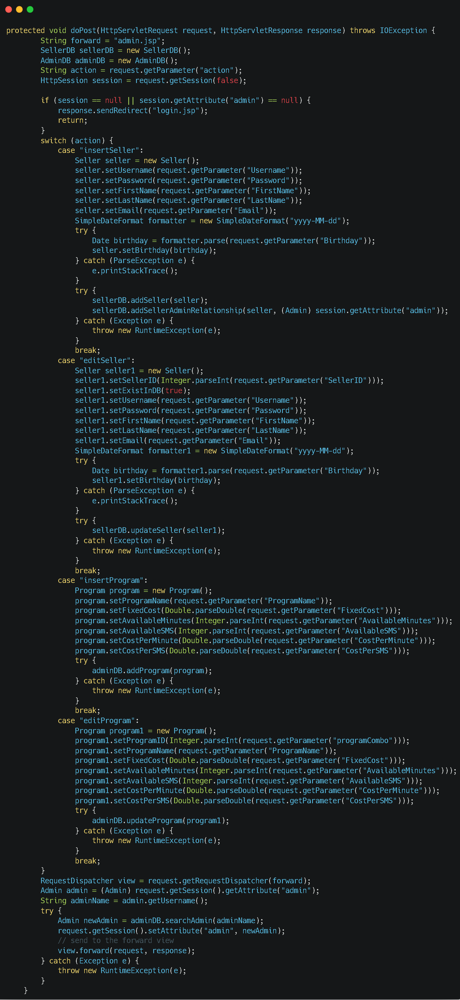 protected void doPost(HttpServletRequest request, HttpServletResponse response) throws IOException {
        String forward = "admin.jsp";
        SellerDB sellerDB = new SellerDB();
        AdminDB adminDB = new AdminDB();
        String action = request.getParameter("action");
        HttpSession session = request.getSession(false);

        if (session == null || session.getAttribute("admin") == null) {
            response.sendRedirect("login.jsp");
            return;
        }
        switch (action) {
            case "insertSeller":
                Seller seller = new Seller();
                seller.setUsername(request.getParameter("Username"));
                seller.setPassword(request.getParameter("Password"));
                seller.setFirstName(request.getParameter("FirstName"));
                seller.setLastName(request.getParameter("LastName"));
                seller.setEmail(request.getParameter("Email"));
                SimpleDateFormat formatter = new SimpleDateFormat("yyyy-MM-dd");
                try {
                    Date birthday = formatter.parse(request.getParameter("Birthday"));
                    seller.setBirthday(birthday);
                } catch (ParseException e) {
                    e.printStackTrace();
                }
                try {
                    sellerDB.addSeller(seller);
                    sellerDB.addSellerAdminRelationship(seller, (Admin) session.getAttribute("admin"));
                } catch (Exception e) {
                    throw new RuntimeException(e);
                }
                break;
            case "editSeller":
                Seller seller1 = new Seller();
                seller1.setSellerID(Integer.parseInt(request.getParameter("SellerID")));
                seller1.setExistInDB(true);
                seller1.setUsername(request.getParameter("Username"));
                seller1.setPassword(request.getParameter("Password"));
                seller1.setFirstName(request.getParameter("FirstName"));
                seller1.setLastName(request.getParameter("LastName"));
                seller1.setEmail(request.getParameter("Email"));
                SimpleDateFormat formatter1 = new SimpleDateFormat("yyyy-MM-dd");
                try {
                    Date birthday = formatter1.parse(request.getParameter("Birthday"));
                    seller1.setBirthday(birthday);
                } catch (ParseException e) {
                    e.printStackTrace();
                }
                try {
                    sellerDB.updateSeller(seller1);
                } catch (Exception e) {
                    throw new RuntimeException(e);
                }
                break;
            case "insertProgram":
                Program program = new Program();
                program.setProgramName(request.getParameter("ProgramName"));
                program.setFixedCost(Double.parseDouble(request.getParameter("FixedCost")));
                program.setAvailableMinutes(Integer.parseInt(request.getParameter("AvailableMinutes")));
                program.setAvailableSMS(Integer.parseInt(request.getParameter("AvailableSMS")));
                program.setCostPerMinute(Double.parseDouble(request.getParameter("CostPerMinute")));
                program.setCostPerSMS(Double.parseDouble(request.getParameter("CostPerSMS")));
                try {
                    adminDB.addProgram(program);
                } catch (Exception e) {
                    throw new RuntimeException(e);
                }
                break;
            case "editProgram":
                Program program1 = new Program();
                program1.setProgramID(Integer.parseInt(request.getParameter("programCombo")));
                program1.setProgramName(request.getParameter("ProgramName"));
                program1.setFixedCost(Double.parseDouble(request.getParameter("FixedCost")));
                program1.setAvailableMinutes(Integer.parseInt(request.getParameter("AvailableMinutes")));
                program1.setAvailableSMS(Integer.parseInt(request.getParameter("AvailableSMS")));
                program1.setCostPerMinute(Double.parseDouble(request.getParameter("CostPerMinute")));
                program1.setCostPerSMS(Double.parseDouble(request.getParameter("CostPerSMS")));
                try {
                    adminDB.updateProgram(program1);
                } catch (Exception e) {
                    throw new RuntimeException(e);
                }
                break;
        }
        RequestDispatcher view = request.getRequestDispatcher(forward);
        Admin admin = (Admin) request.getSession().getAttribute("admin");
        String adminName = admin.getUsername();
        try {
            Admin newAdmin = adminDB.searchAdmin(adminName);
            request.getSession().setAttribute("admin", newAdmin);
            // send to the forward view
            view.forward(request, response);
        } catch (Exception e) {
            throw new RuntimeException(e);
        }
    }